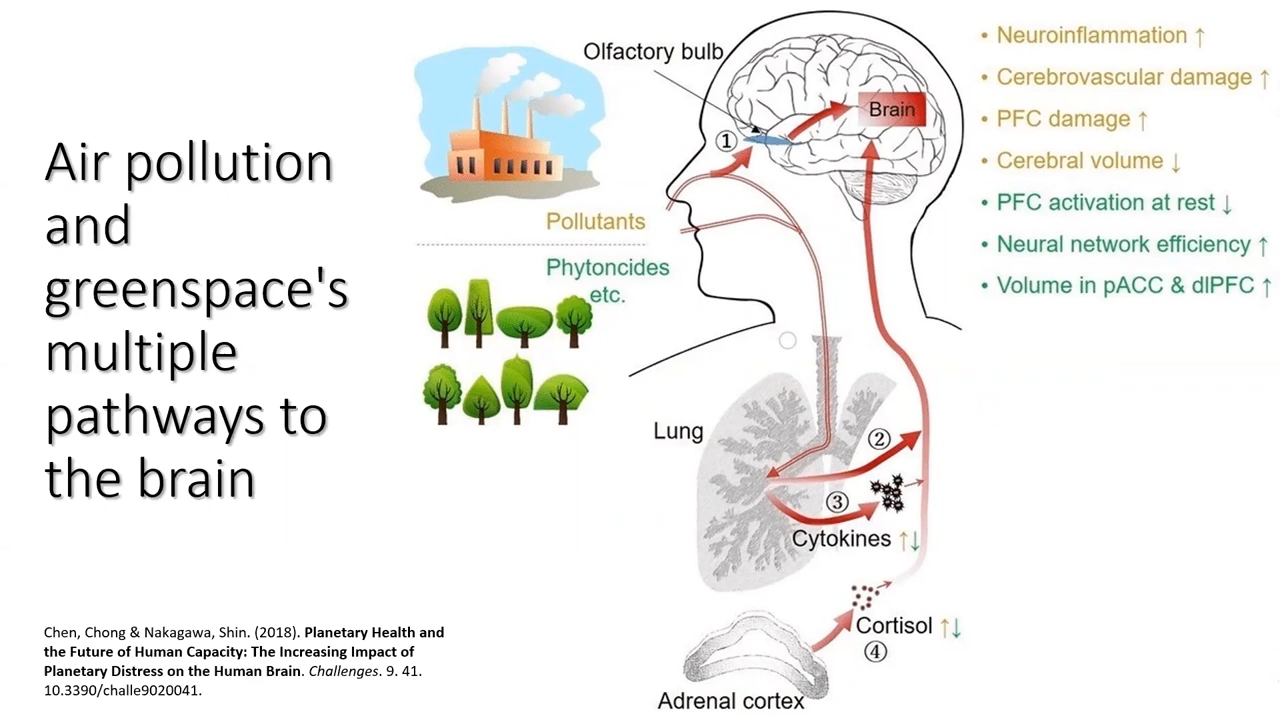 Air pollution
and
greenspace's
multiple
pathways to
the brain
Chen, Chong & Nakagawa, Shin. (2018). Planetary Health and
the Future of Human Capacity: The Increasing Impact of
Planetary Distress on the Human Brain. Challenges. 9. 41.
10.3390/challe9020041.
Pollutants
Phytoncides
etc.
Olfactory bulb
①
Brain
Lung
②
③
Cytokines ↑↓
Cortisol ↑↓
④
Adrenal cortex
• Neuroinflammation ↑
• Cerebrovascular damage ↑
• PFC damage ↑
• Cerebral volume ↓
• PFC activation at rest ↓
• Neural network efficiency ↑
• Volume in pACC & dlPFC ↑